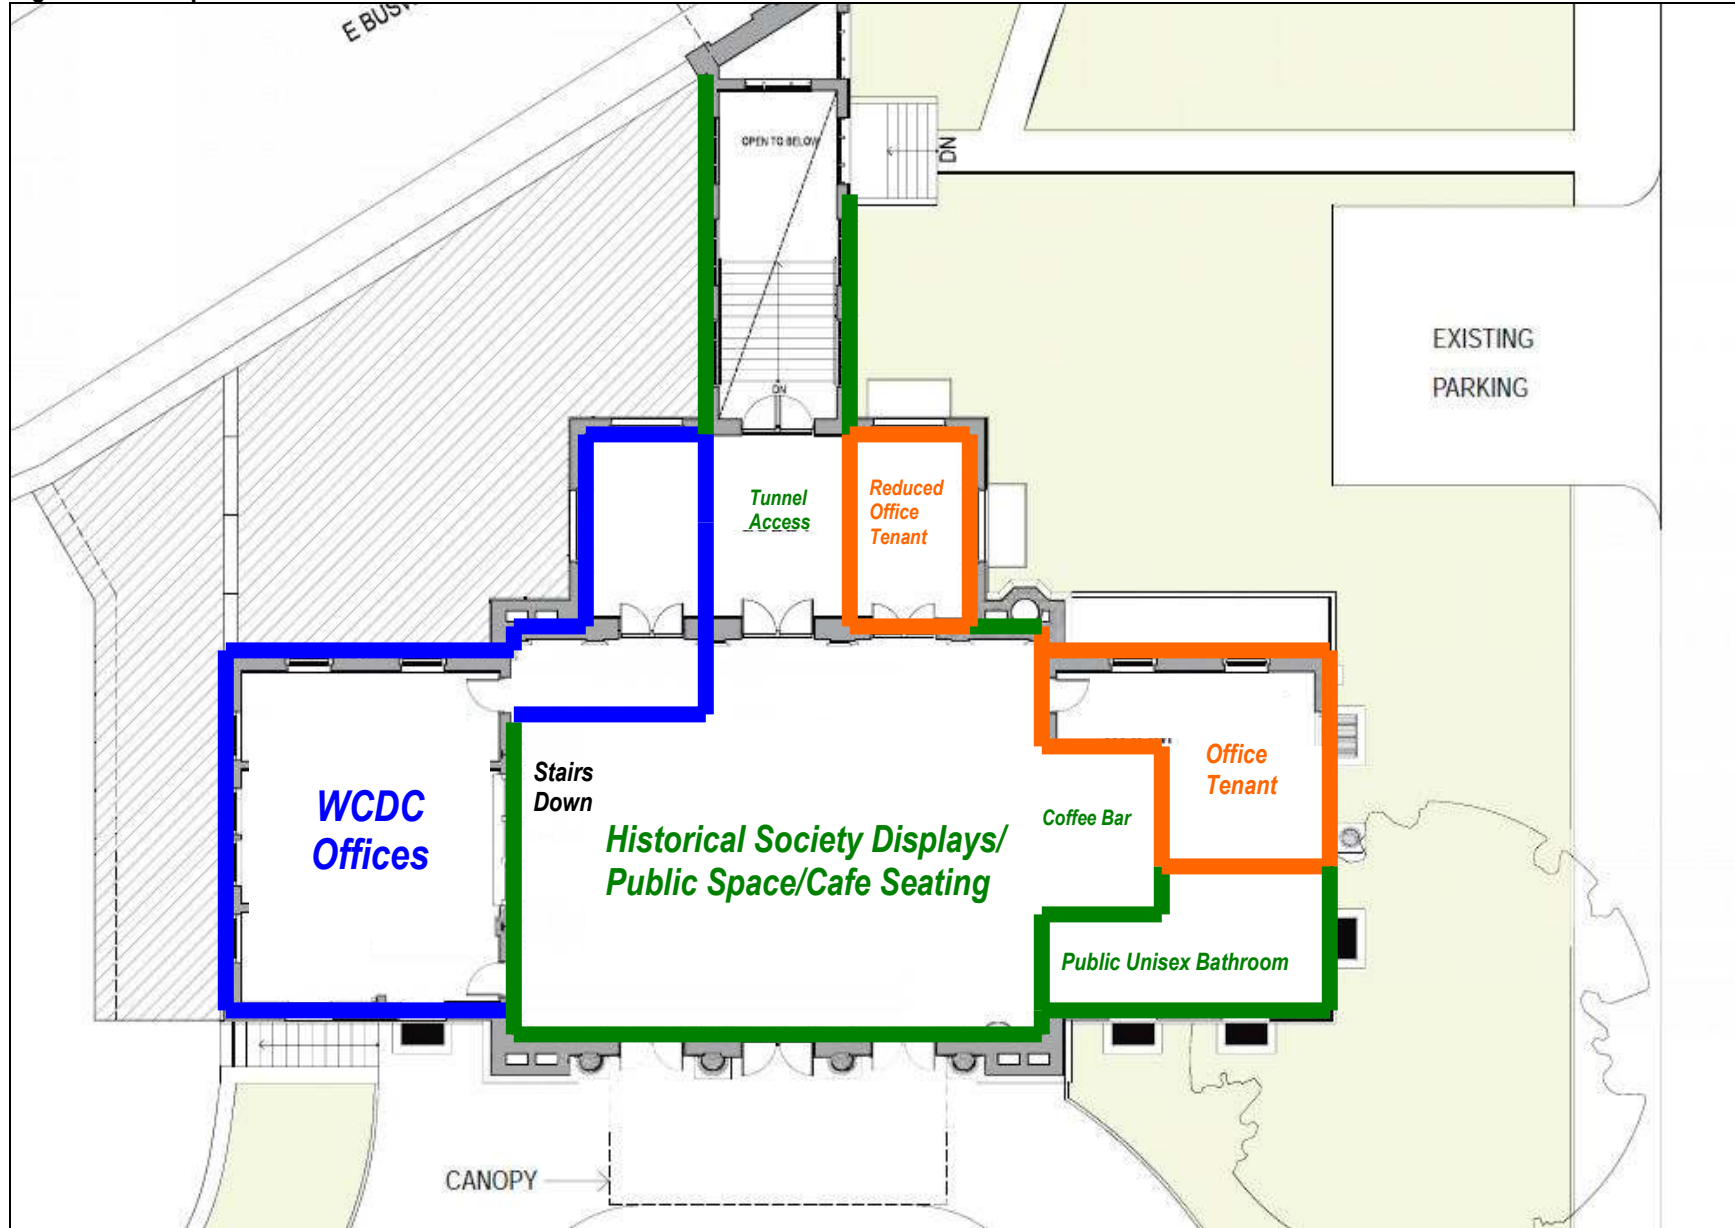 E BUSW
OPEN TO BELOW
DN
EXISTING
PARKING
DN
Reduced
Office
Tenant
Tunnel
Access
Office
Tenant
Stairs
Down
WCDC
Offices
Coffee Bar
Historical Society Displays/
Public Space/Cafe Seating
Public Unisex Bathroom
CANOPY